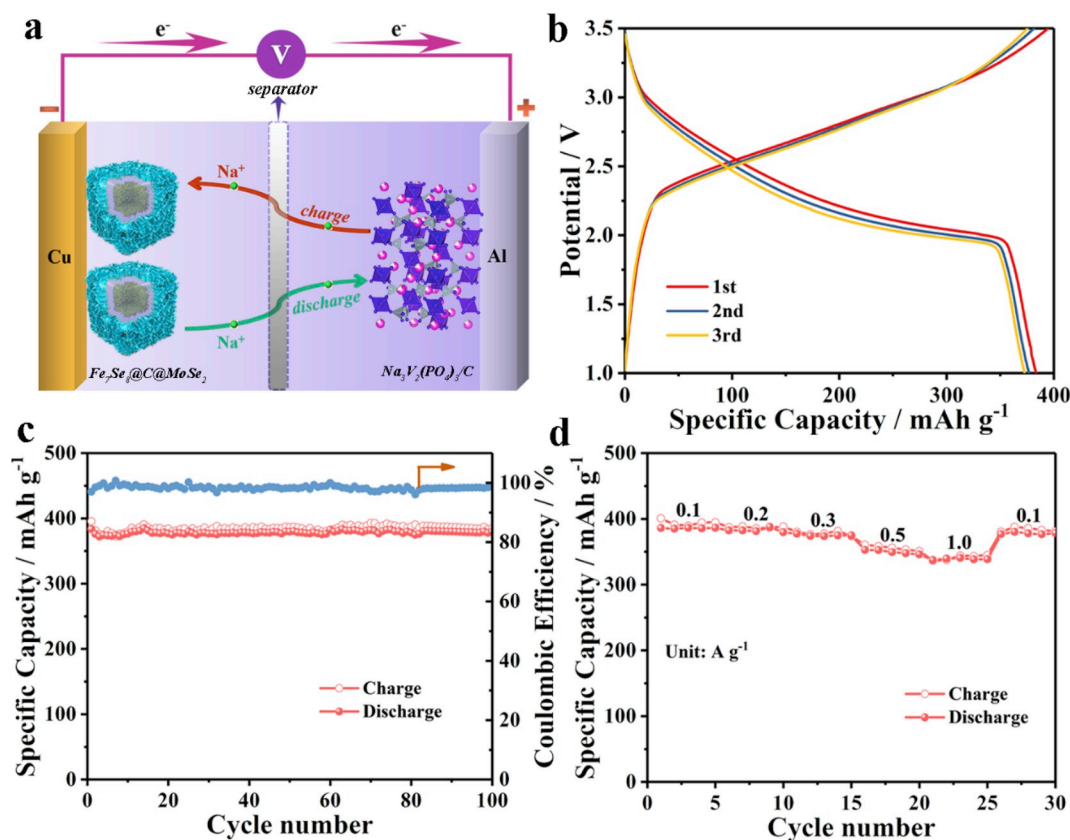 a
e⁻
V
e⁻
separator
−
+
Na⁺
charge
Cu
Al
discharge
Na⁺
Fe₇Se₈@C@MoSe₂
Na₃V₂(PO₄)₃/C
b
3.5
3.0
2.5
2.0
1.5
1.0
Potential / V
1st
2nd
3rd
0 100 200 300 400
Specific Capacity / mAh g⁻¹
c
500
400
300
200
100
0
Specific Capacity / mAh g⁻¹
100
80
60
40
20
0
Coulombic Efficiency / %
Charge
Discharge
0 20 40 60 80 100
Cycle number
d
500
400
300
200
100
0
Specific Capacity / mAh g⁻¹
0.1 0.2 0.3 0.5 1.0 0.1
Unit: A g⁻¹
Charge
Discharge
0 5 10 15 20 25 30
Cycle number